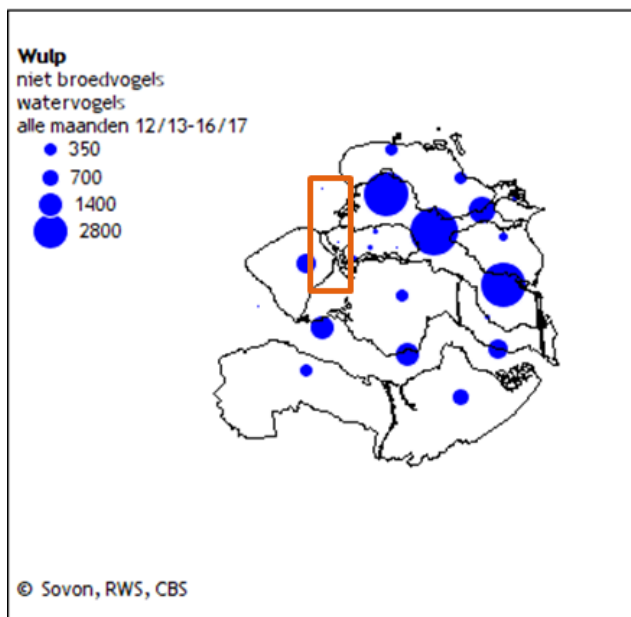 Wulp
niet broedvogels
watervogels
alle maanden 12/13-16/17
350
700
1400
2800
© Sovon, RWS, CBS